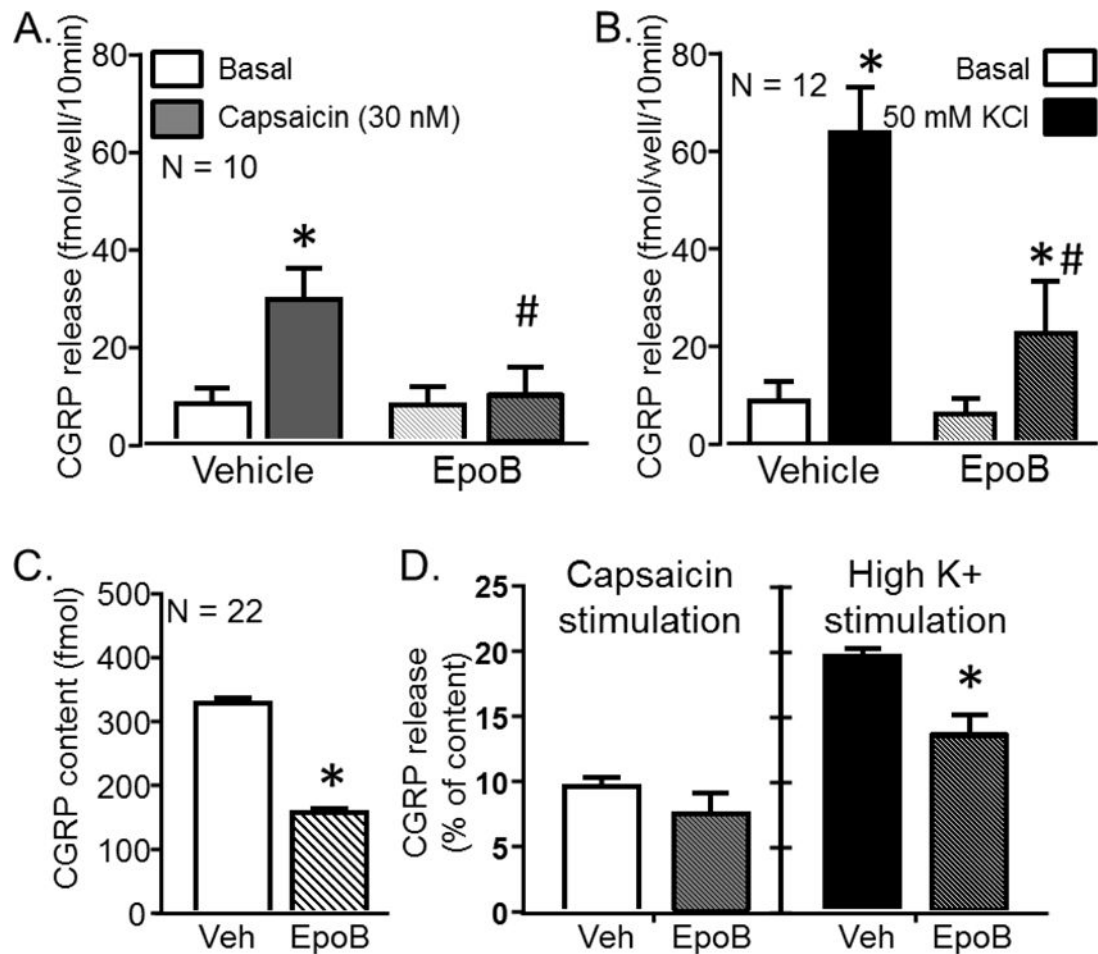 A.
CGRP release (fmol/well/10min)
80
60
40
20
0
Basal
Capsaicin (30 nM)
N = 10
*
#
Vehicle
EpoB
B.
CGRP release (fmol/well/10min)
80
60
40
20
0
N = 12
Basal
50 mM KCl
*
*#
Vehicle
EpoB
C.
CGRP content (fmol)
500
400
300
200
100
0
N = 22
*
Veh
EpoB
D.
CGRP release
(% of content)
25
20
15
10
5
0
Capsaicin
stimulation
High K+
stimulation
*
Veh
EpoB
Veh
EpoB